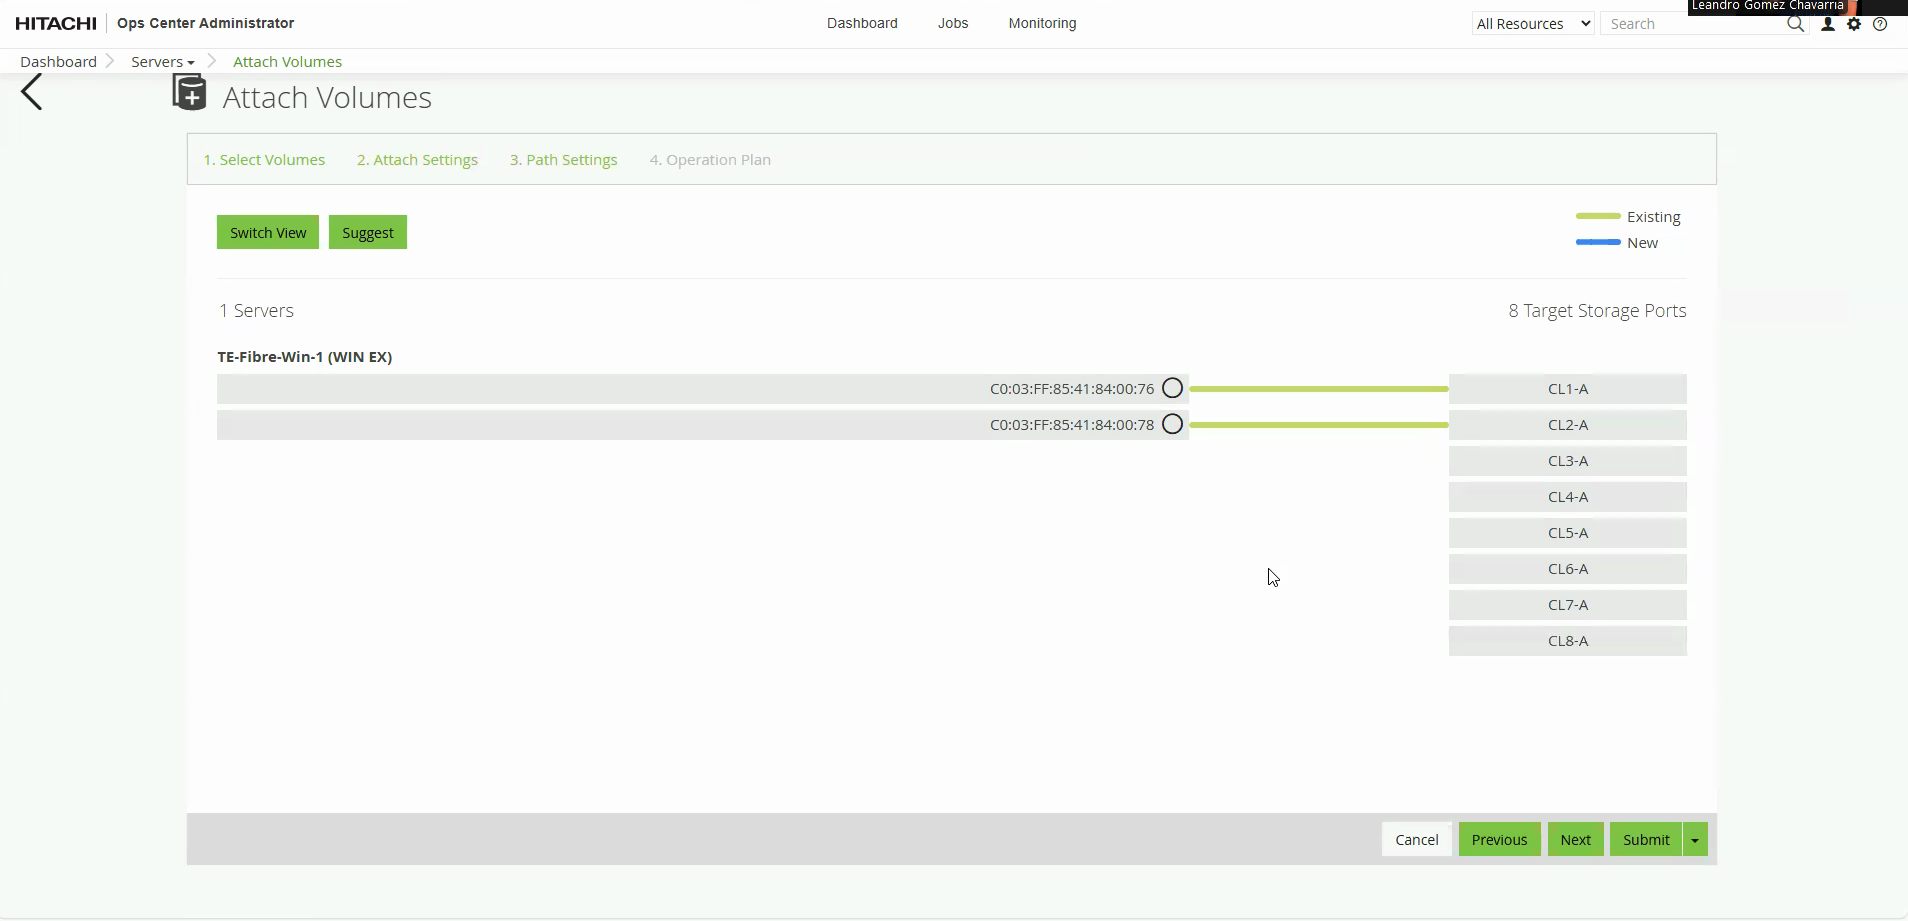 HITACHI Ops Center Administrator Dashboard Jobs Monitoring All Resources Search
Leandro Gomez Chavarria
Dashboard Servers Attach Volumes
Attach Volumes
1. Select Volumes 2. Attach Settings 3. Path Settings 4. Operation Plan
Switch View Suggest
Existing
New
1 Servers 8 Target Storage Ports
TE-Fibre-Win-1 (WIN EX)
C0:03:FF:85:41:84:00:76 CL1-A
C0:03:FF:85:41:84:00:78 CL2-A
CL3-A
CL4-A
CL5-A
CL6-A
CL7-A
CL8-A
Cancel Previous Next Submit